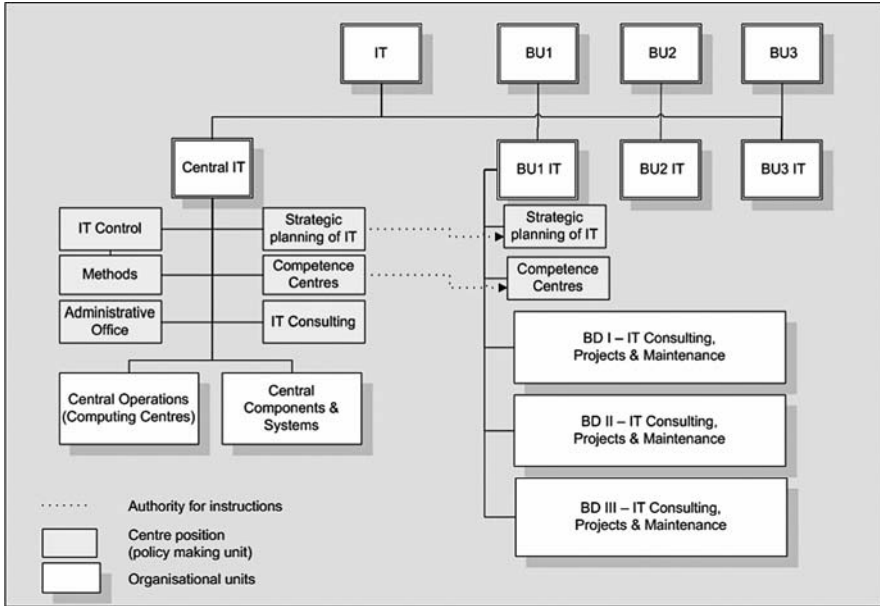 IT
BU1
BU2
BU3
Central IT
BU1 IT
BU2 IT
BU3 IT
IT Control
Strategic
planning of IT
Strategic
planning of IT
Methods
Competence
Centres
Competence
Centres
Administrative
Office
IT Consulting
BD I – IT Consulting,
Projects & Maintenance
Central Operations
(Computing Centres)
Central
Components &
Systems
BD II – IT Consulting,
Projects & Maintenance
BD III – IT Consulting,
Projects & Maintenance
Authority for instructions
Centre position
(policy making unit)
Organisational units